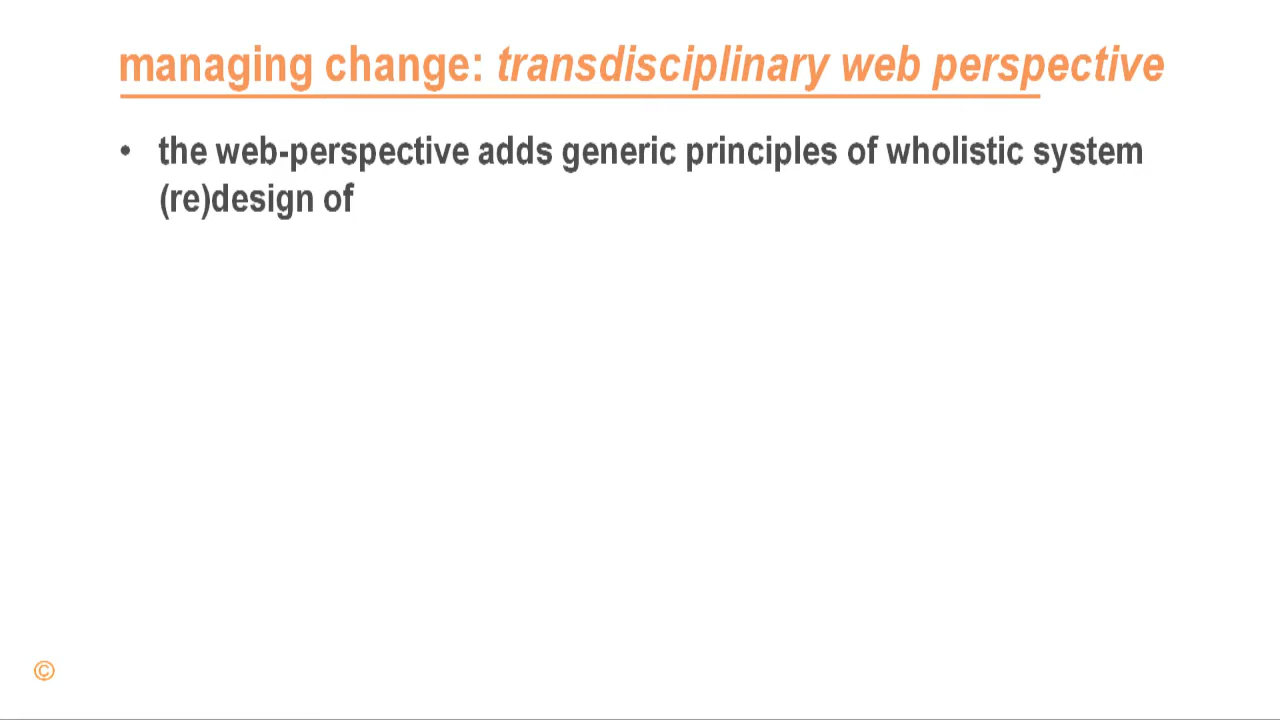 managing change: transdisciplinary web perspective
• the web-perspective adds generic principles of wholistic system
(re)design of
©